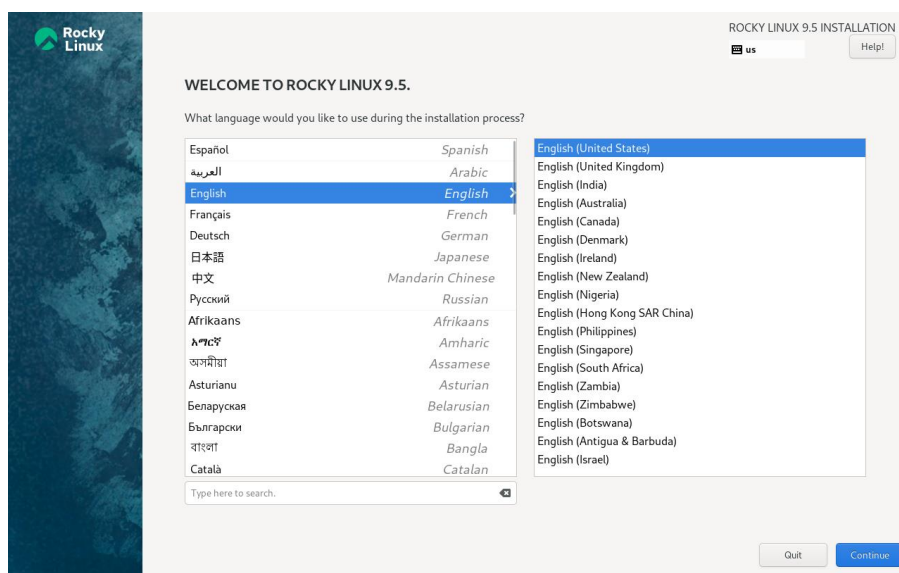 Rocky
Linux
ROCKY LINUX 9.5 INSTALLATION
us
Help!
WELCOME TO ROCKY LINUX 9.5.
What language would you like to use during the installation process?
Español Spanish
العربية Arabic
English English
Français French
Deutsch German
日本語 Japanese
中文 Mandarin Chinese
Русский Russian
Afrikaans Afrikaans
አማርኛ Amharic
অসমীয়া Assamese
Asturianu Asturian
Беларуская Belarusian
Български Bulgarian
বাংলা Bangla
Català Catalan
Type here to search.
English (United States)
English (United Kingdom)
English (India)
English (Australia)
English (Canada)
English (Denmark)
English (Ireland)
English (New Zealand)
English (Nigeria)
English (Hong Kong SAR China)
English (Philippines)
English (Singapore)
English (South Africa)
English (Zambia)
English (Zimbabwe)
English (Botswana)
English (Antigua & Barbuda)
English (Israel)
Quit
Continue